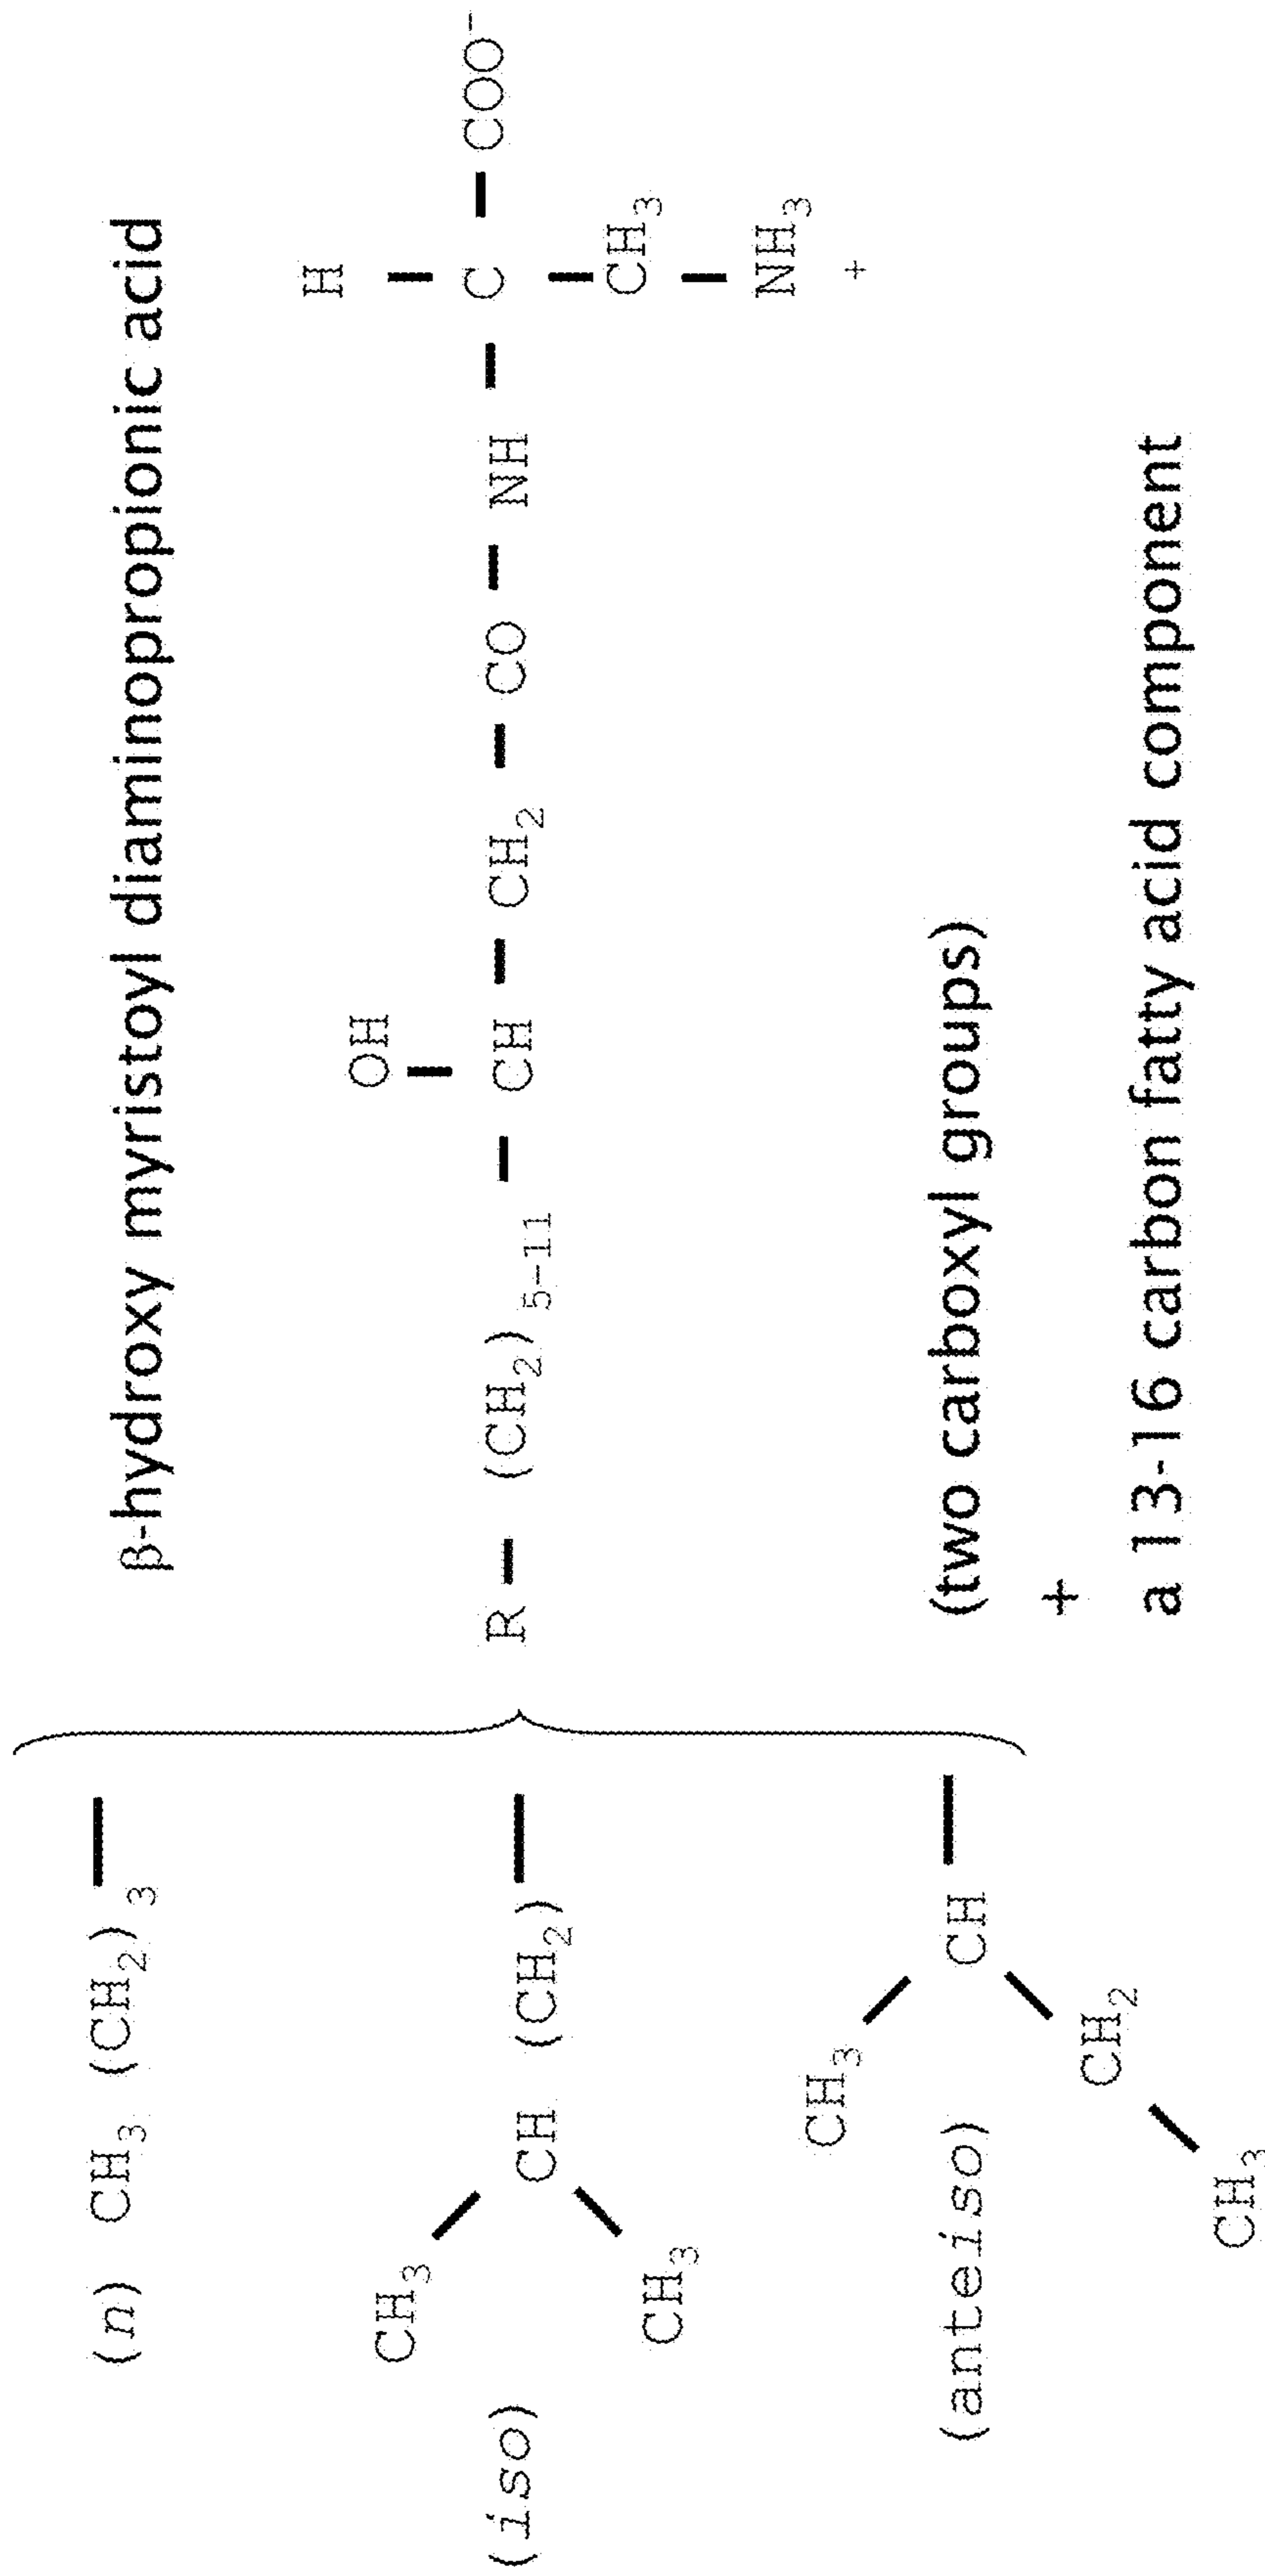 β-hydroxy myristoyl diaminopropionic acid
(n) CH₃ (CH₂)₃
(iso) CH₃ CH₃ CH (CH₂)
(anteiso) CH₃ CH CH₂ CH₃
OH H
R – (CH₂)₅₋₁₁ – CH – CH₂ – CO – NH – C – COO⁻
CH₃
NH₃
+
(two carboxyl groups)
+
a 13-16 carbon fatty acid component